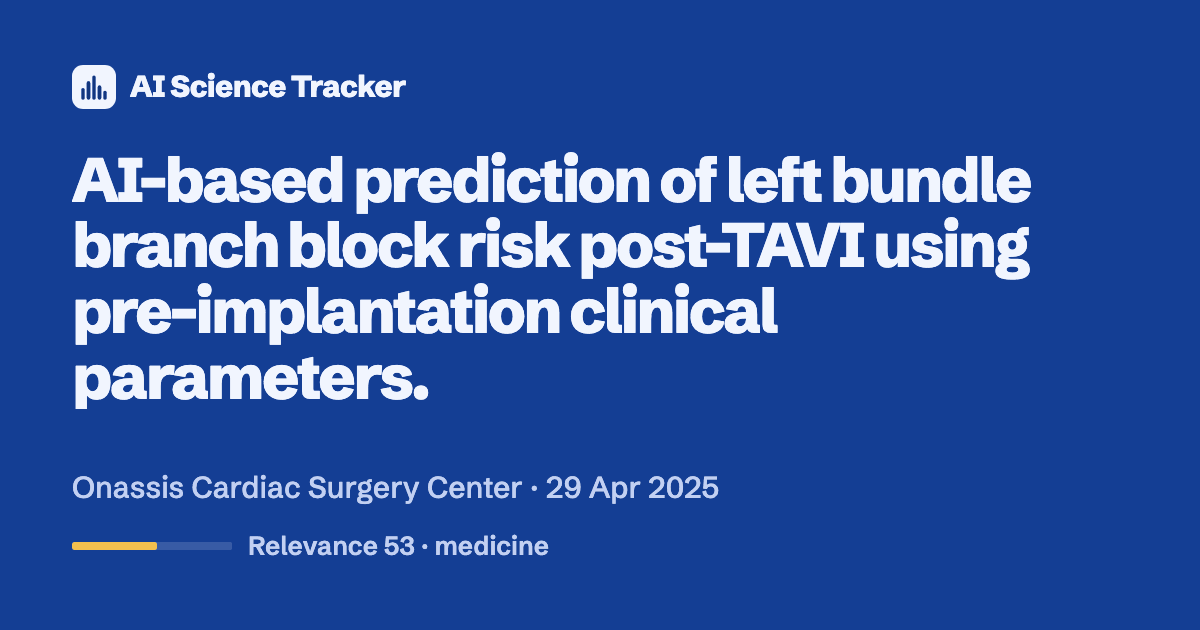 AI Science Tracker
AI-based prediction of left bundle
branch block risk post-TAVI using
pre-implantation clinical
parameters.
Onassis Cardiac Surgery Center · 29 Apr 2025
Relevance 53 · medicine